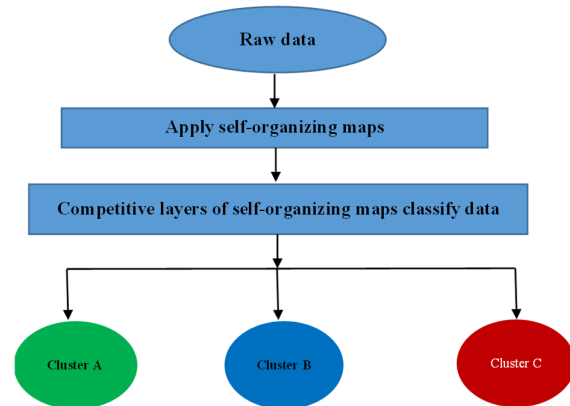 Raw data
Apply self-organizing maps
Competitive layers of self-organizing maps classify data
Cluster A
Cluster B
Cluster C